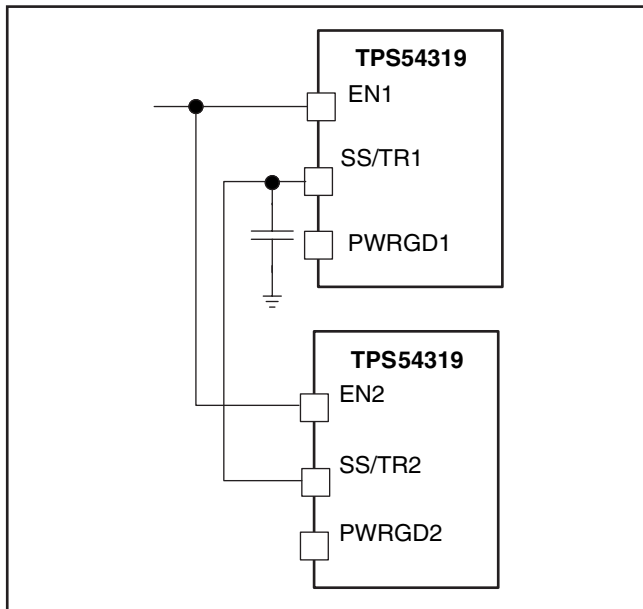 TPS54319
EN1
SS/TR1
PWRGD1
TPS54319
EN2
SS/TR2
PWRGD2